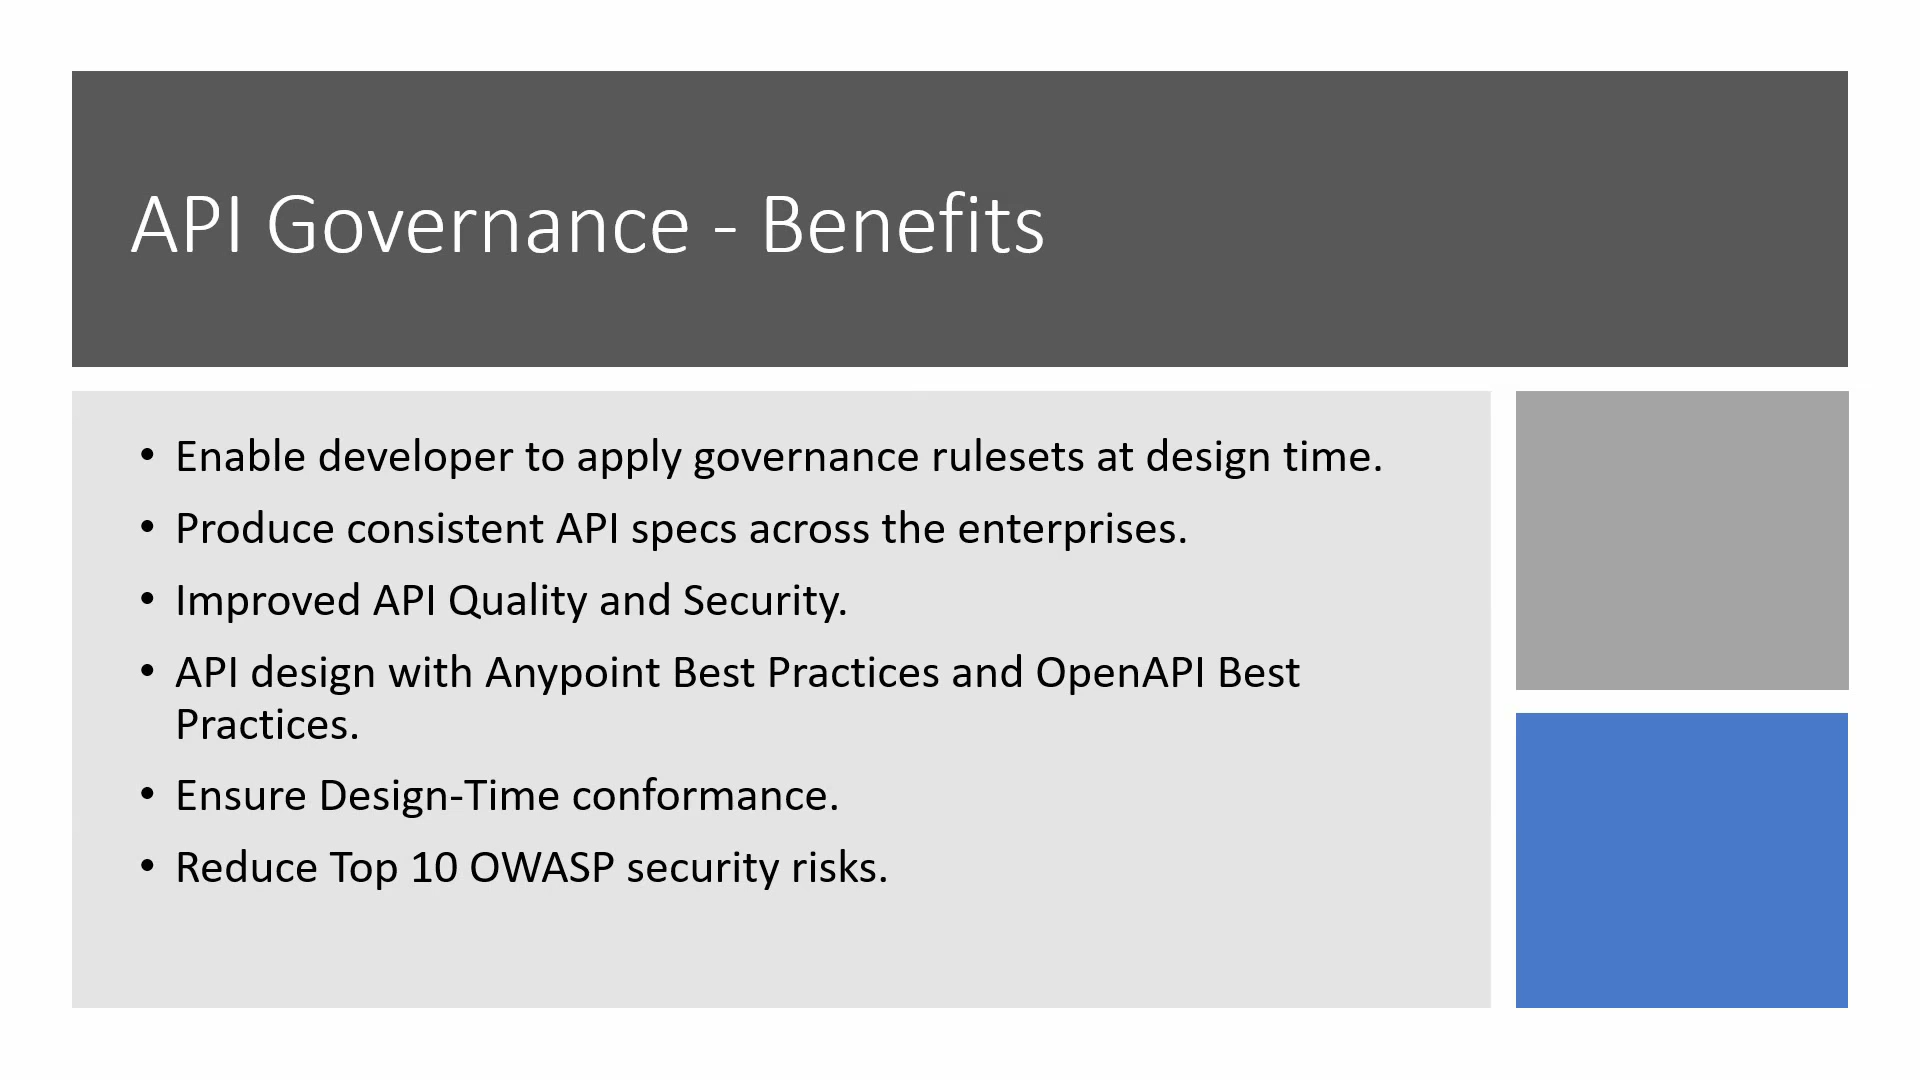 API Governance - Benefits
• Enable developer to apply governance rulesets at design time.
• Produce consistent API specs across the enterprises.
• Improved API Quality and Security.
• API design with Anypoint Best Practices and OpenAPI Best
Practices.
• Ensure Design-Time conformance.
• Reduce Top 10 OWASP security risks.